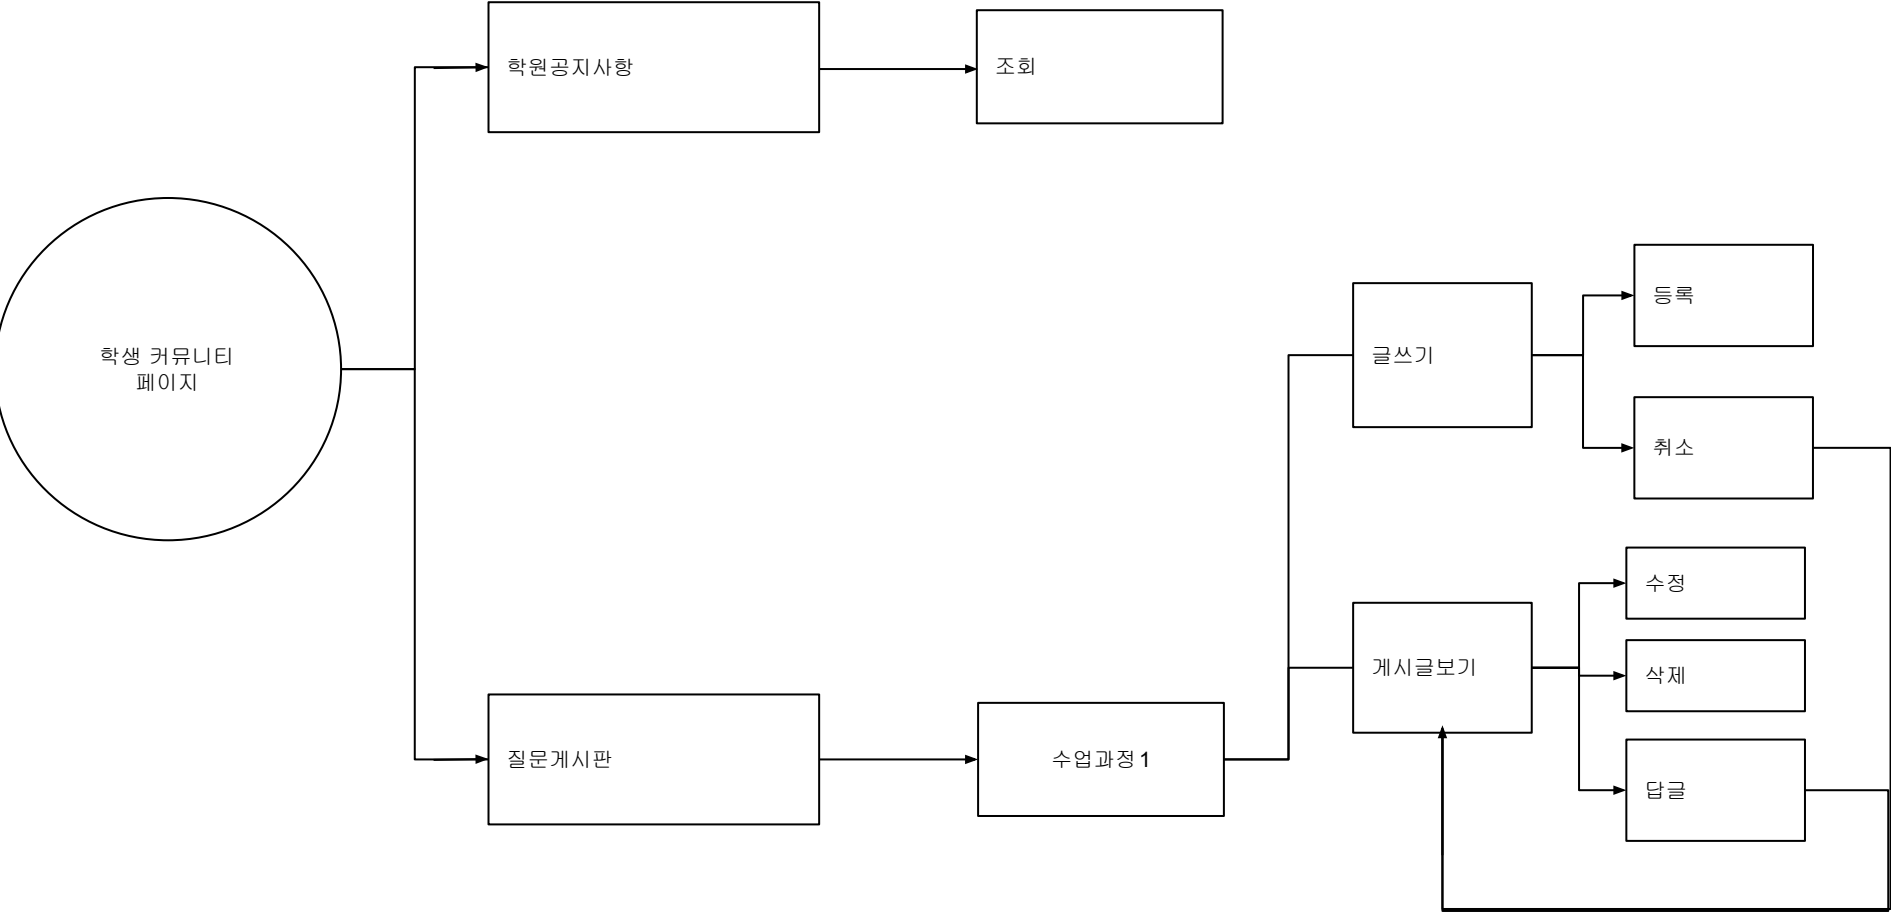 학원공지사항
조회
학생 커뮤니티
페이지
등록
글쓰기
취소
수정
게시글보기
삭제
질문게시판
수업과정1
답글